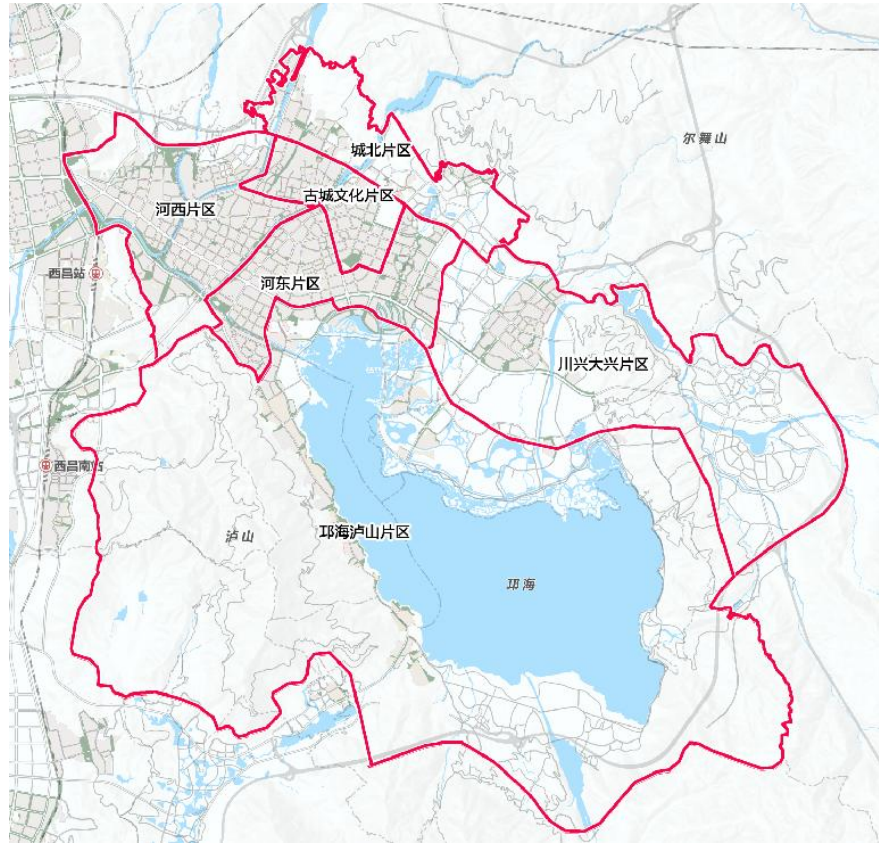 尔舞山
城北片区
古城文化片区
河西片区
西昌站
河东片区
川兴大兴片区
西昌南站
邛海泸山片区
泸山
邛海